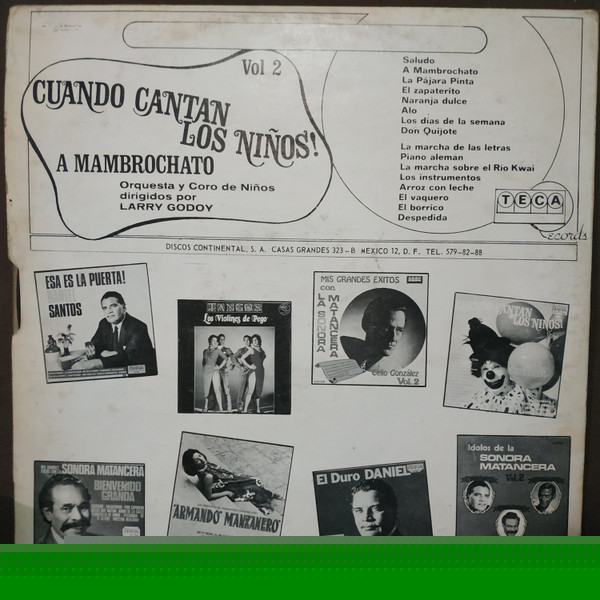 Vol 2
CUANDO CANTAN
LOS NIÑOS!
A MAMBROCHATO
Orquesta y Coro de Niños
dirigidos por
LARRY GODOY
Saludo
A Mambrochato
La Pájara Pinta
El zapaterito
Naranja dulce
Alo
Los días de la semana
Don Quijote
La marcha de las letras
Piano aleman
La marcha sobre el Rio Kwai
Los instrumentos
Arroz con leche
El vaquero
El borrico
Despedida
TECA
Records
DISCOS CONTINENTAL, S. A. CASAS GRANDES 323-B MEXICO 12, D. F. TEL. 579-82-88
ESA ES LA PUERTA!
DANIEL
SANTOS
TANGOS
Los Violines de Pego
MIS GRANDES EXITOS
con
LA SONORA
MATANCERA
Celio González
Vol. 2
CANTAN
LOS NIÑOS!
SONORA MATANCERA
BIENVENIDO
GRANDA
ARMANDO MANZANERO
El Duro DANIEL
Idolos de la
SONORA
MATANCERA
VOL. 2